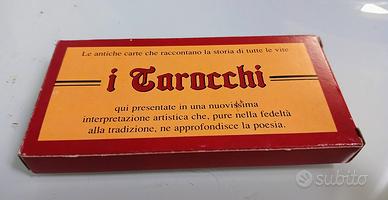 Le antiche carte che raccontano la storia di tutte le vite
i Tarocchi
qui presentate in una nuovissima
interpretazione artistica che, pure nella fedeltà
alla tradizione, ne approfondisce la poesia.
subito